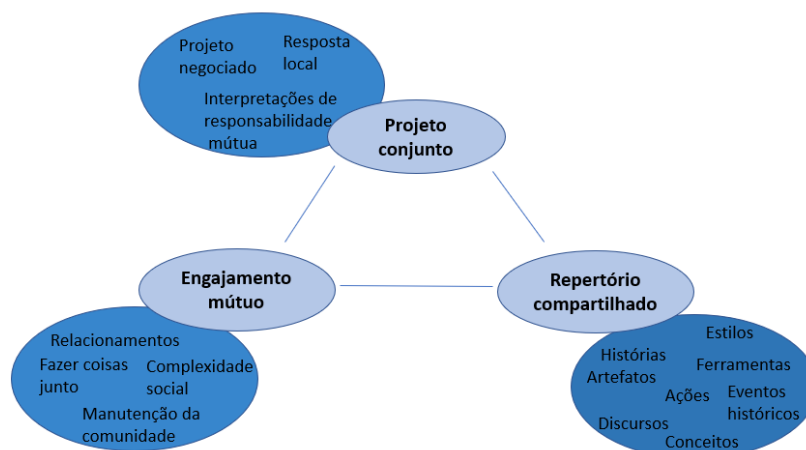 Projeto
negociado
Resposta
local
Interpretações de
responsabilidade
mútua
Projeto
conjunto
Engajamento
mútuo
Repertório
compartilhado
Relacionamentos
Fazer coisas
junto
Complexidade
social
Manutenção da
comunidade
Estilos
Histórias
Ferramentas
Artefatos
Ações
Eventos
históricos
Discursos
Conceitos